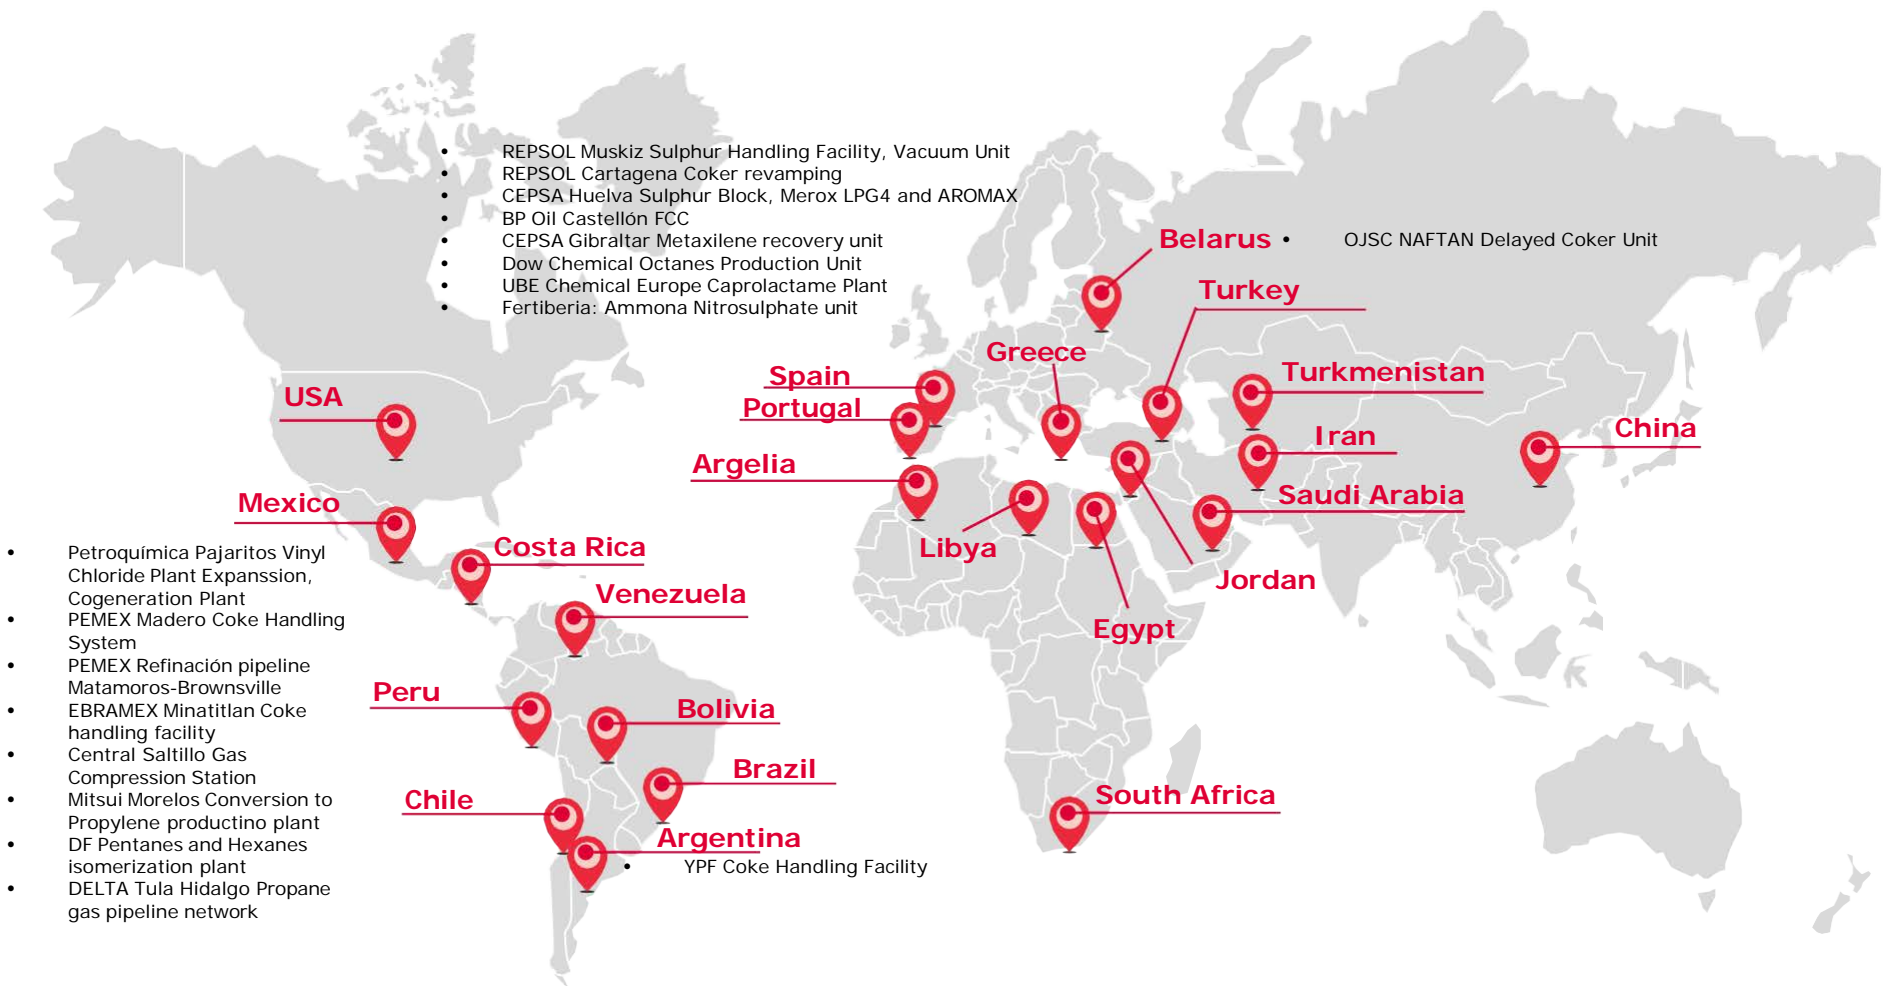 • REPSOL Muskiz Sulphur Handling Facility, Vacuum Unit
• REPSOL Cartagena Coker revamping
• CEPSA Huelva Sulphur Block, Merox LPG4 and AROMAX
• BP Oil Castellón FCC
• CEPSA Gibraltar Metaxilene recovery unit
• Dow Chemical Octanes Production Unit
• UBE Chemical Europe Caprolactame Plant
• Fertiberia: Ammona Nitrosulphate unit
Belarus • OJSC NAFTAN Delayed Coker Unit
Turkey
Greece
Spain
Turkmenistan
USA
Portugal
China
Iran
Argelia
Saudi Arabia
Mexico
Costa Rica
Libya
Jordan
Venezuela
Egypt
• Petroquímica Pajaritos Vinyl
Chloride Plant Expanssion,
Cogeneration Plant
• PEMEX Madero Coke Handling
System
• PEMEX Refinación pipeline
Matamoros-Brownsville
• EBRAMEX Minatitlan Coke
handling facility
• Central Saltillo Gas
Compression Station
• Mitsui Morelos Conversion to
Propylene productino plant
• DF Pentanes and Hexanes
isomerization plant
• DELTA Tula Hidalgo Propane
gas pipeline network
Peru
Bolivia
Brazil
Chile
South Africa
Argentina
• YPF Coke Handling Facility